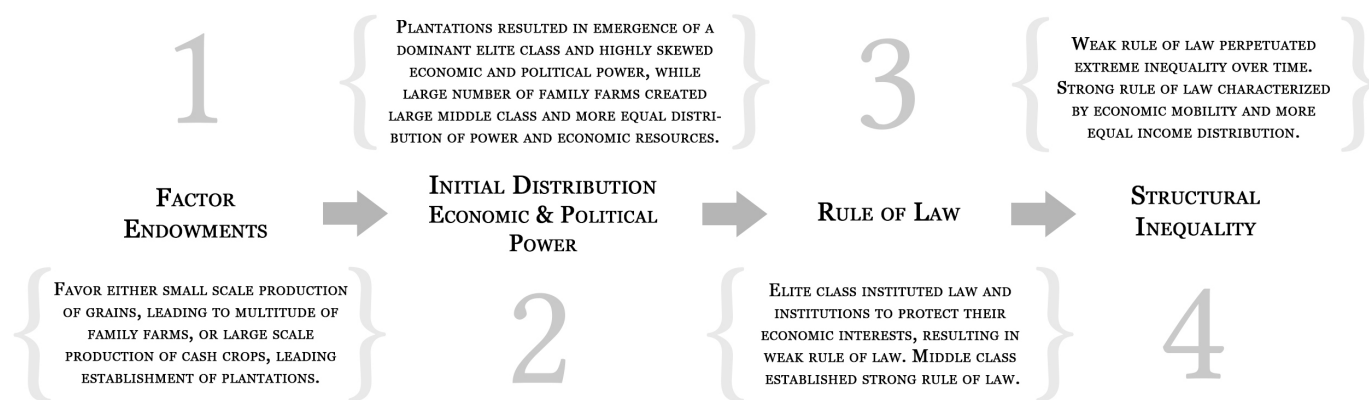 1
Plantations resulted in emergence of a
dominant elite class and highly skewed
economic and political power, while
large number of family farms created
large middle class and more equal distri-
bution of power and economic resources.
3
Weak rule of law perpetuated
extreme inequality over time.
Strong rule of law characterized
by economic mobility and more
equal income distribution.
Factor
Endowments
Initial Distribution
Economic & Political
Power
Rule of Law
Structural
Inequality
Favor either small scale production
of grains, leading to multitude of
family farms, or large scale
production of cash crops, leading
establishment of plantations.
2
Elite class instituted law and
institutions to protect their
economic interests, resulting in
weak rule of law. Middle class
established strong rule of law.
4